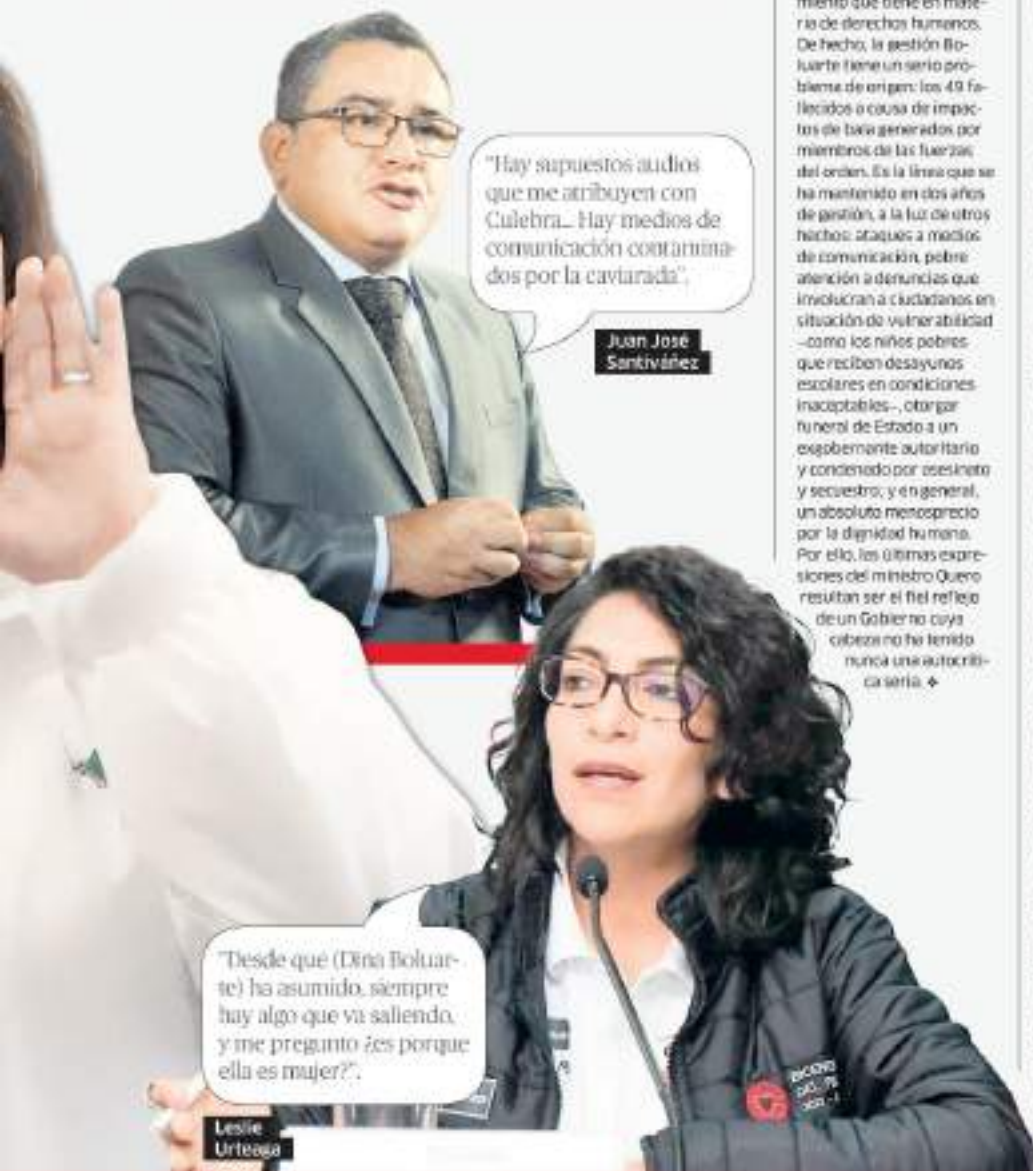 "Hay supuestos audios
que me atribuyen con
Culebra... Hay medios de
comunicación contamina-
dos por la caviarada".
Juan José
Santiváñez
"Desde que (Dina Boluar-
te) ha asumido, siempre
hay algo que va saliendo,
y me pregunto ¿es porque
ella es mujer?".
Leslie
Urteaga
miento que tiene en mate-
ria de derechos humanos.
De hecho, la gestión Bo-
luarte tiene un serio pro-
blema de origen: los 49 fa-
llecidos a causa de impac-
tos de bala generados por
miembros de las fuerzas
del orden. Es la línea que se
ha mantenido en dos años
de gestión, a la luz de otros
hechos: ataques a medios
de comunicación, pobre
atención a denuncias que
involucran a ciudadanos en
situación de vulnerabilidad
-como los niños pobres
que reciben desayunos
escolares en condiciones
inaceptables-, otorgar
funeral de Estado a un
exgobernante autoritario
y condenado por asesinato
y secuestro; y en general,
un absoluto menosprecio
por la dignidad humana.
Por ello, las últimas expre-
siones del ministro Quero
resultan ser el fiel reflejo
de un Gobierno cuya
cabeza no ha tenido
nunca una autocríti-
ca seria.